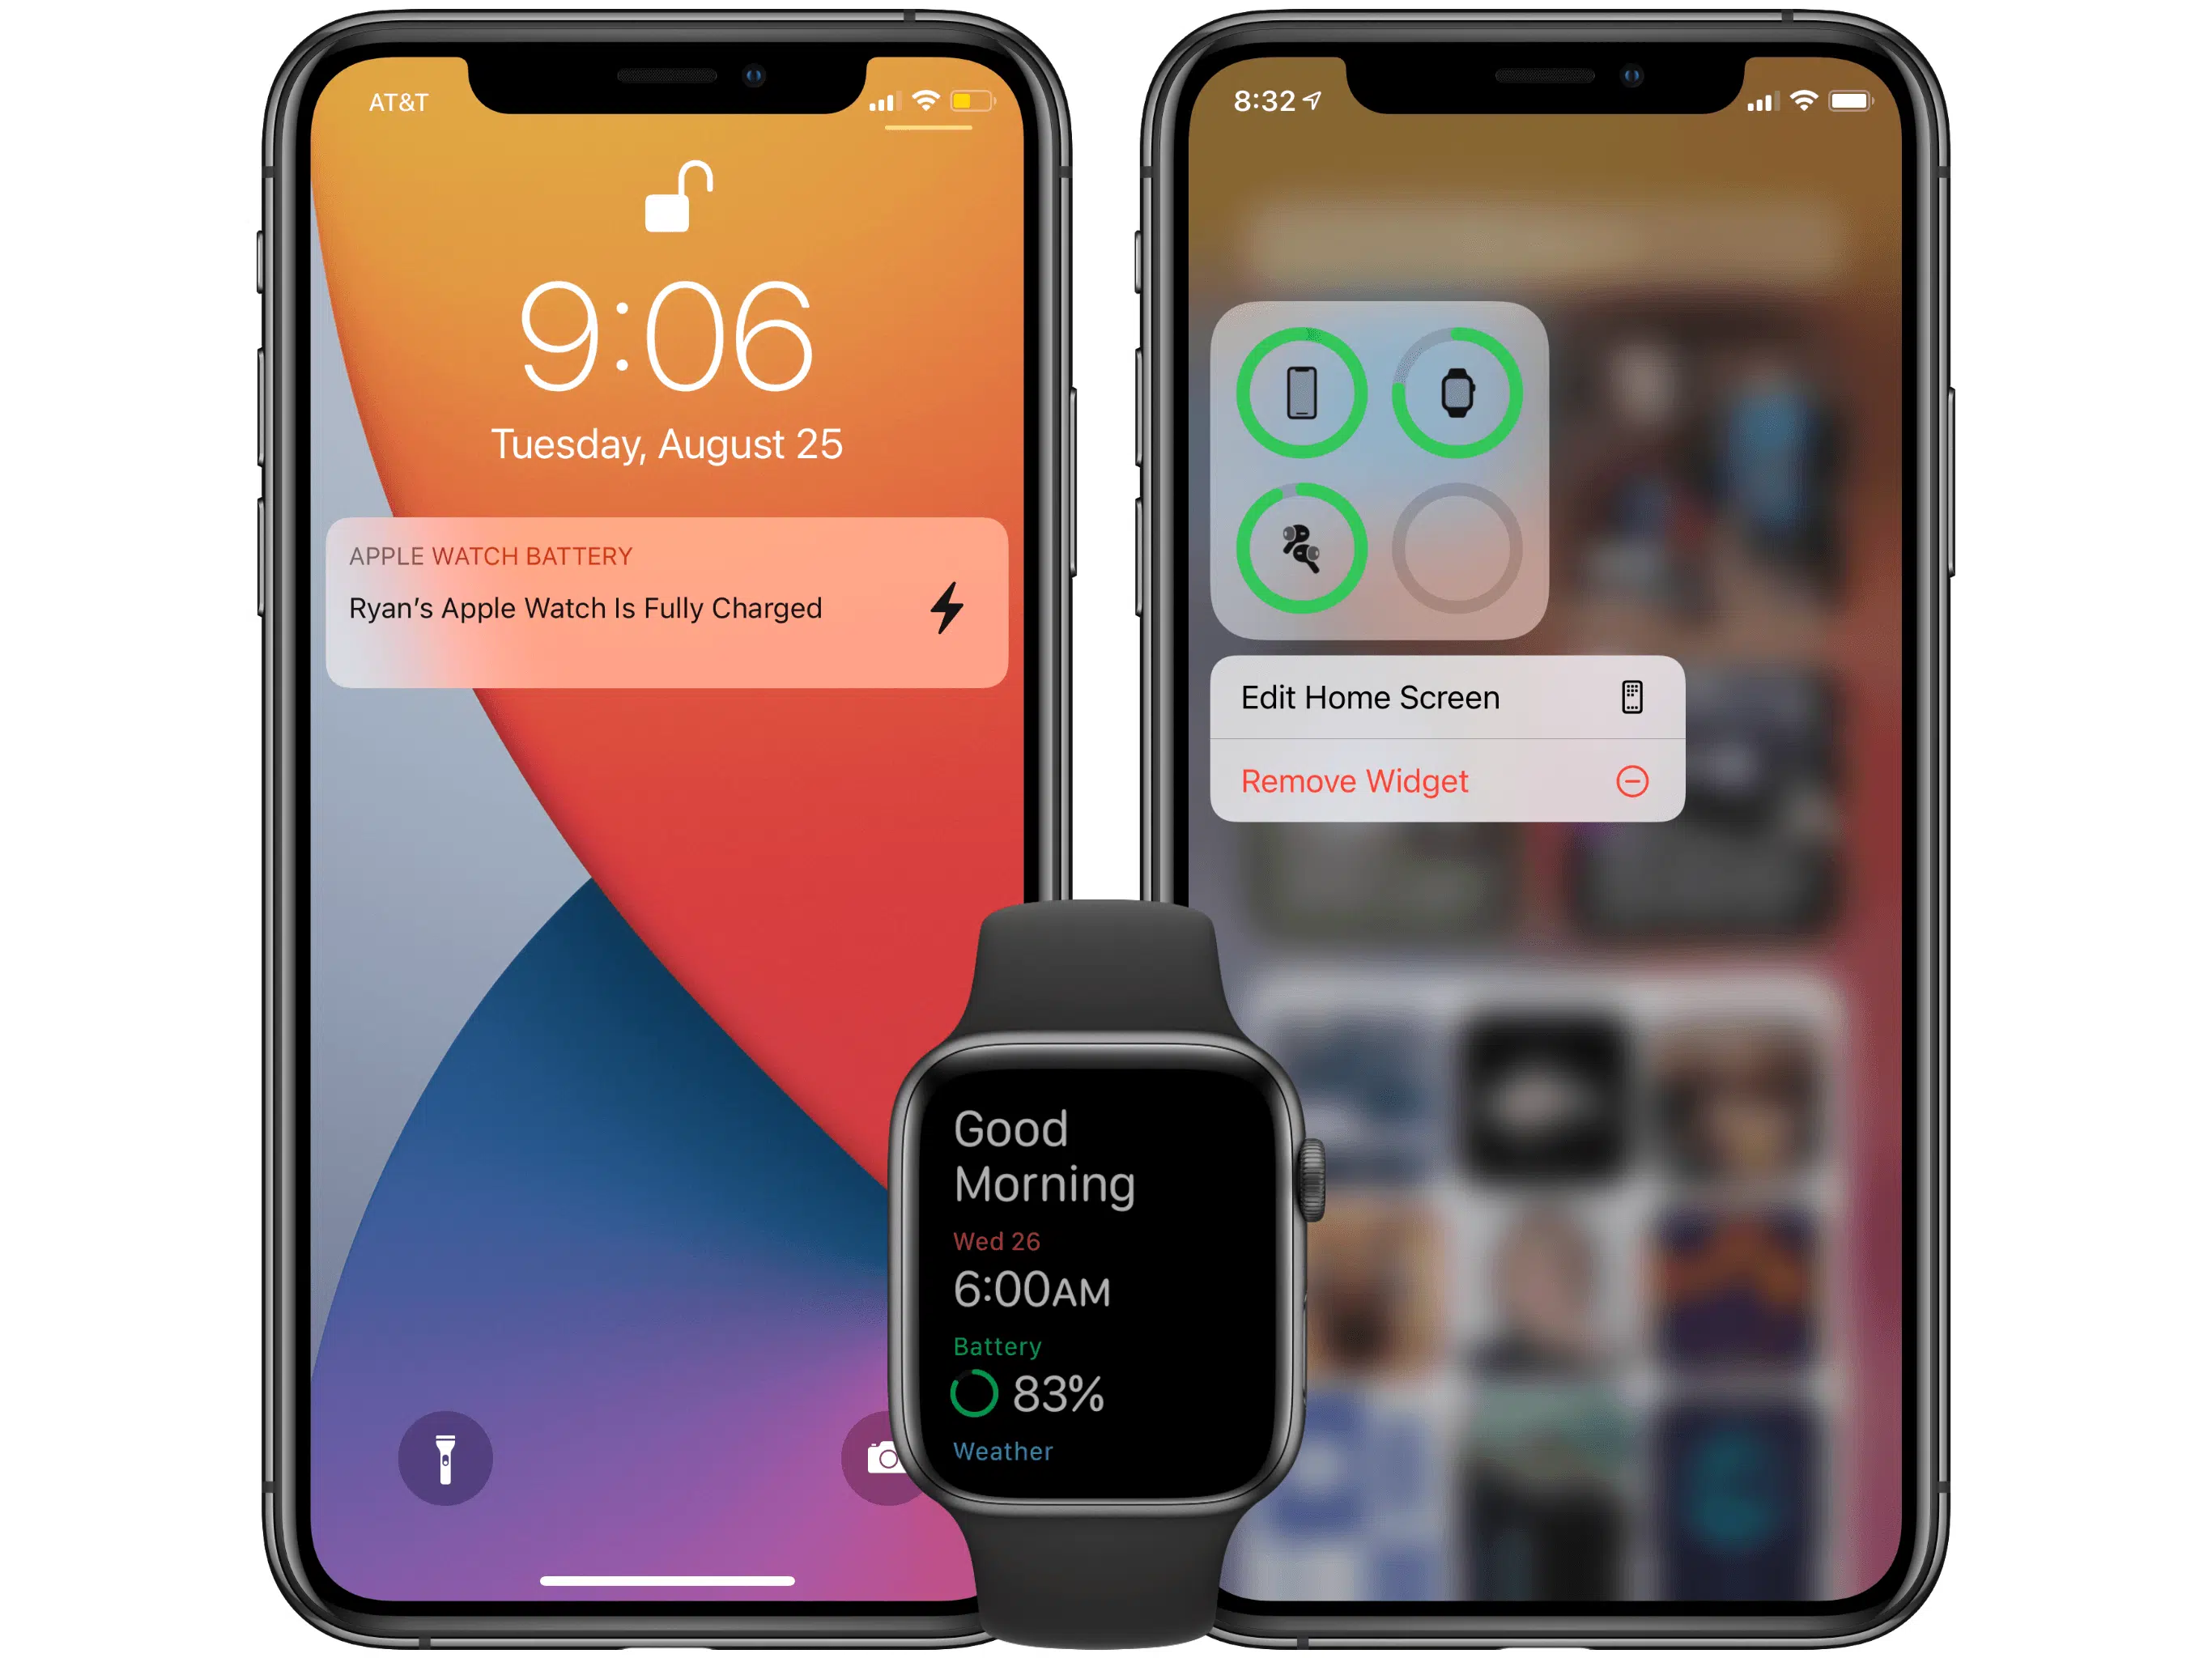 AT&T
9:06
Tuesday, August 25
APPLE WATCH BATTERY
Ryan's Apple Watch Is Fully Charged
8:32
Edit Home Screen
Remove Widget
Good
Morning
Wed 26
6:00AM
Battery
83%
Weather